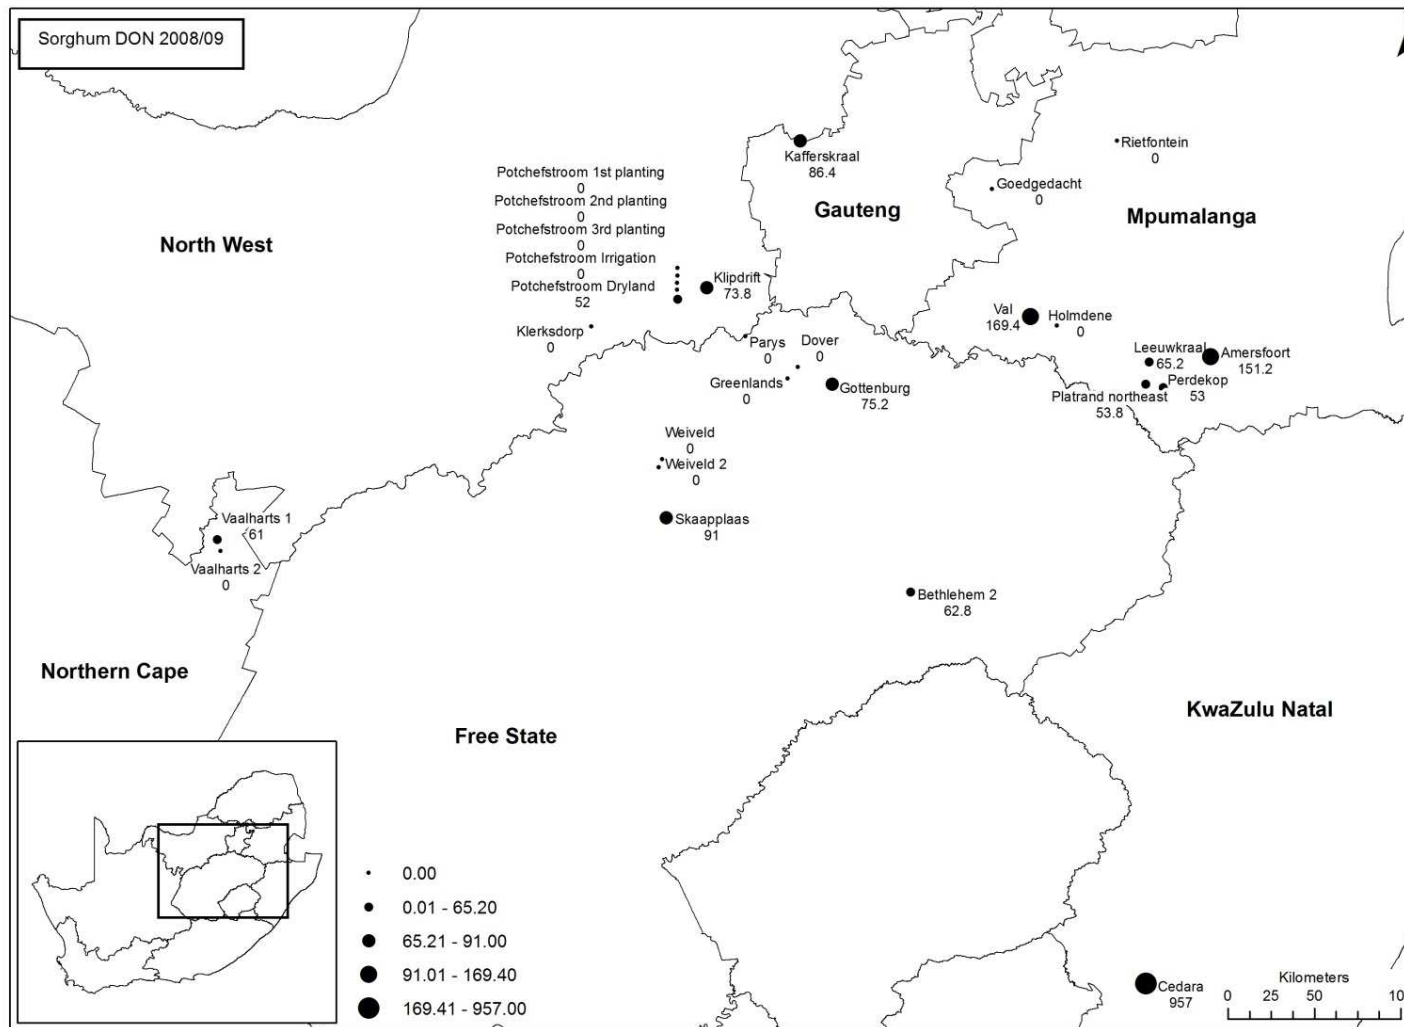 Sorghum DON 2008/09
Kafferskraal
86.4
Rietfontein
0
Potchefstroom 1st planting
0
Potchefstroom 2nd planting
0
Potchefstroom 3rd planting
0
Potchefstroom Irrigation
0
Potchefstroom Dryland
52
Goedgedacht
0
Gauteng
Mpumalanga
North West
Klipdrift
73.8
Klerksdorp
0
Parys
0
Dover
0
Greenlands
0
Gottenburg
75.2
Val
169.4
Holmdene
0
Leeuwkraal
65.2
Amersfoort
151.2
Perdekop
53
Platrand northeast
53.8
Weiveld
0
Weiveld 2
0
Skaapplaas
91
Vaalharts 1
61
Vaalharts 2
0
Bethlehem 2
62.8
Northern Cape
Free State
KwaZulu Natal
0.00
0.01 - 65.20
65.21 - 91.00
91.01 - 169.40
169.41 - 957.00
Cedara
957
Kilometers
0 25 50 10